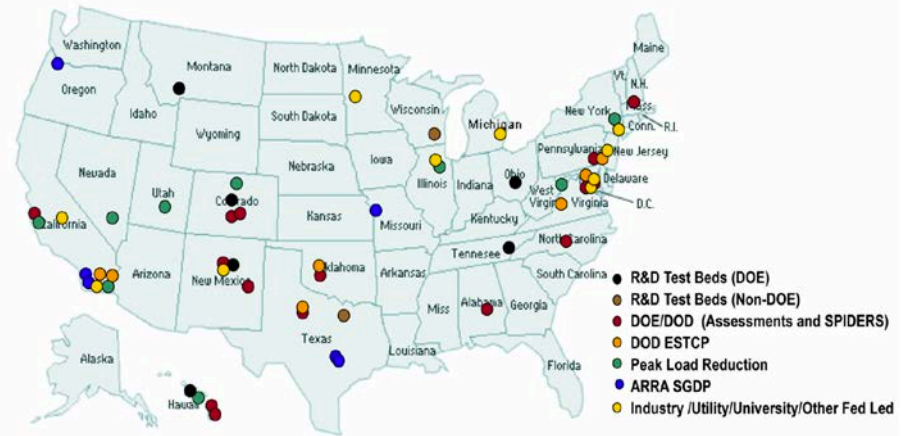 Washington
Maine
Montana
North Dakota
Minnesota
Vt.
N.H.
Oregon
Idaho
Wisconsin
New York
Mass.
South Dakota
Michigan
Conn.
R.I.
Wyoming
Pennsylvania
New Jersey
Nevada
Nebraska
Iowa
Ohio
Delaware
Utah
Colorado
Illinois
Indiana
West
Virginia
Virginia
D.C.
California
Kansas
Missouri
Kentucky
North Carolina
Tennessee
Arizona
New Mexico
Oklahoma
Arkansas
South Carolina
Miss
Alabama
Georgia
Texas
Louisiana
Alaska
Florida
Hawaii
R&D Test Beds (DOE)
R&D Test Beds (Non-DOE)
DOE/DOD (Assessments and SPIDERS)
DOD ESTCP
Peak Load Reduction
ARRA SGDP
Industry /Utility/University/Other Fed Led